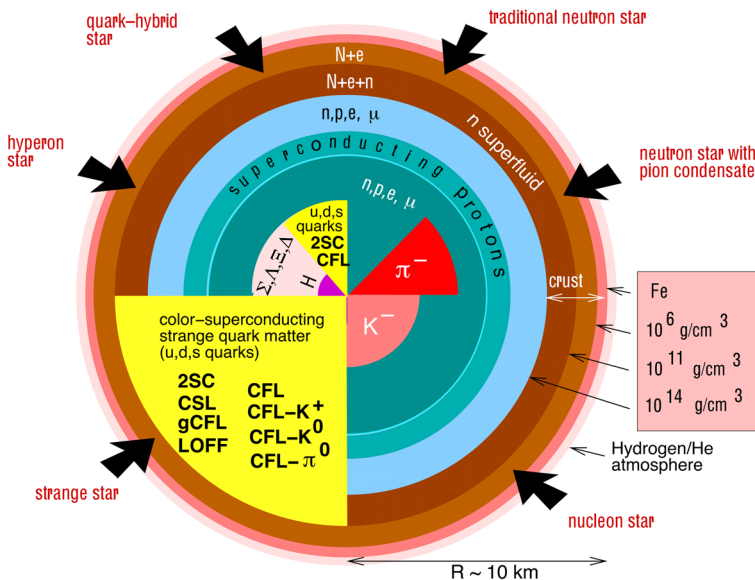 quark–hybrid
star
traditional neutron star
N+e
N+e+n
n,p,e, μ
n superfluid
hyperon
star
neutron star with
pion condensate
superconducting protons
n,p,e, μ
u,d,s
quarks
2SC
CFL
Σ,Λ,Ξ,Δ
H
π⁻
K⁻
crust
Fe
10⁶ g/cm³
10¹¹ g/cm³
10¹⁴ g/cm³
Hydrogen/He
atmosphere
color–superconducting
strange quark matter
(u,d,s quarks)
2SC
CSL
gCFL
LOFF
CFL
CFL–K⁺
CFL–K⁰
CFL–π⁰
strange star
nucleon star
R ~ 10 km